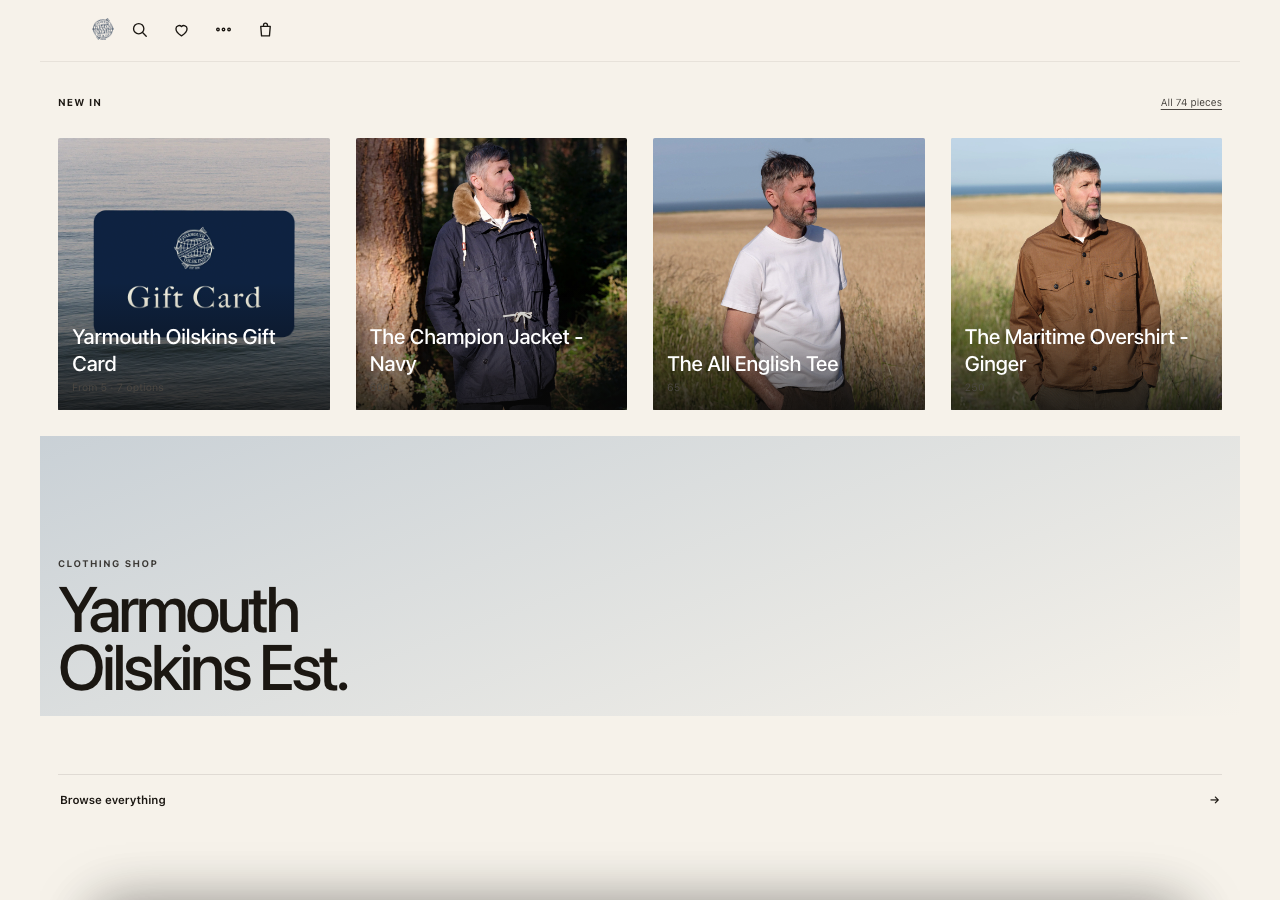 NEW IN
All 74 pieces
Gift Card
Yarmouth Oilskins Gift
Card
The Champion Jacket -
Navy
The All English Tee
The Maritime Overshirt -
Ginger
CLOTHING SHOP
Yarmouth
Oilskins Est.
Browse everything